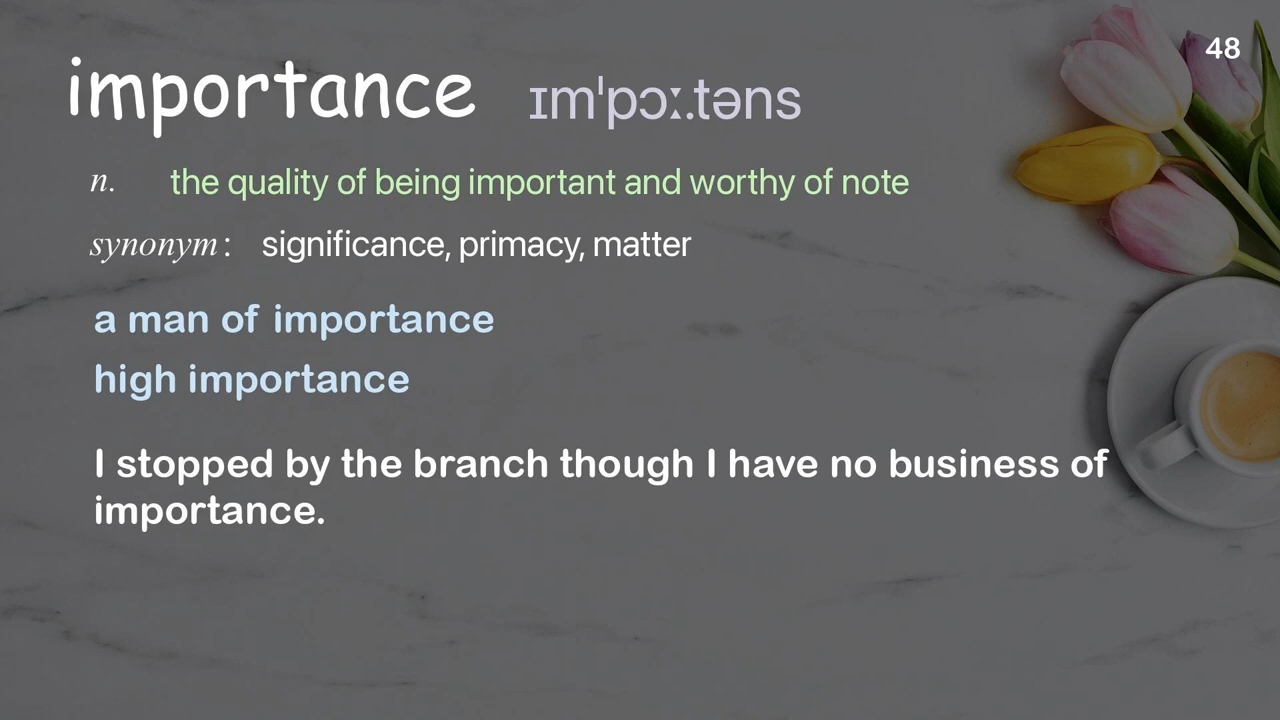 48
importance ɪmˈpɔː.təns
n. the quality of being important and worthy of note
synonym : significance, primacy, matter
a man of importance
high importance
I stopped by the branch though I have no business of
importance.